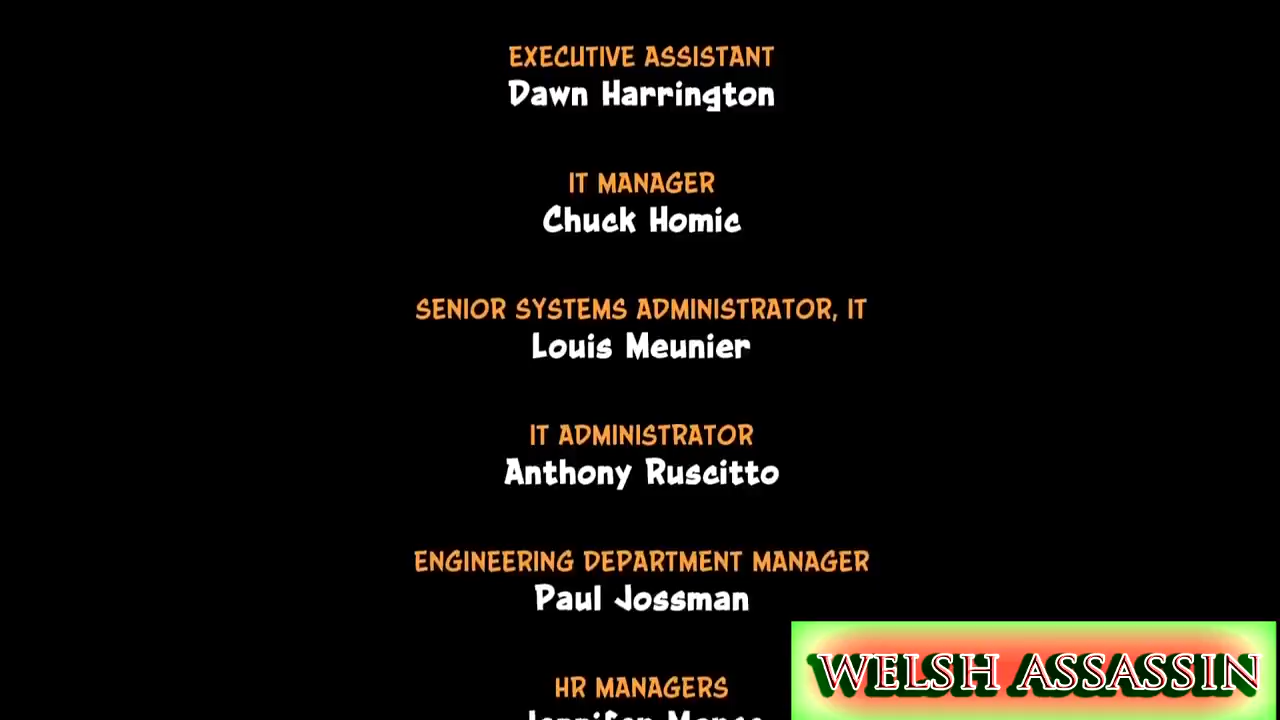 EXECUTIVE ASSISTANT
Dawn Harrington
IT MANAGER
Chuck Homic
SENIOR SYSTEMS ADMINISTRATOR, IT
Louis Meunier
IT ADMINISTRATOR
Anthony Ruscitto
ENGINEERING DEPARTMENT MANAGER
Paul Jossman
HR MANAGERS
Jennifer
WELSH ASSASSIN